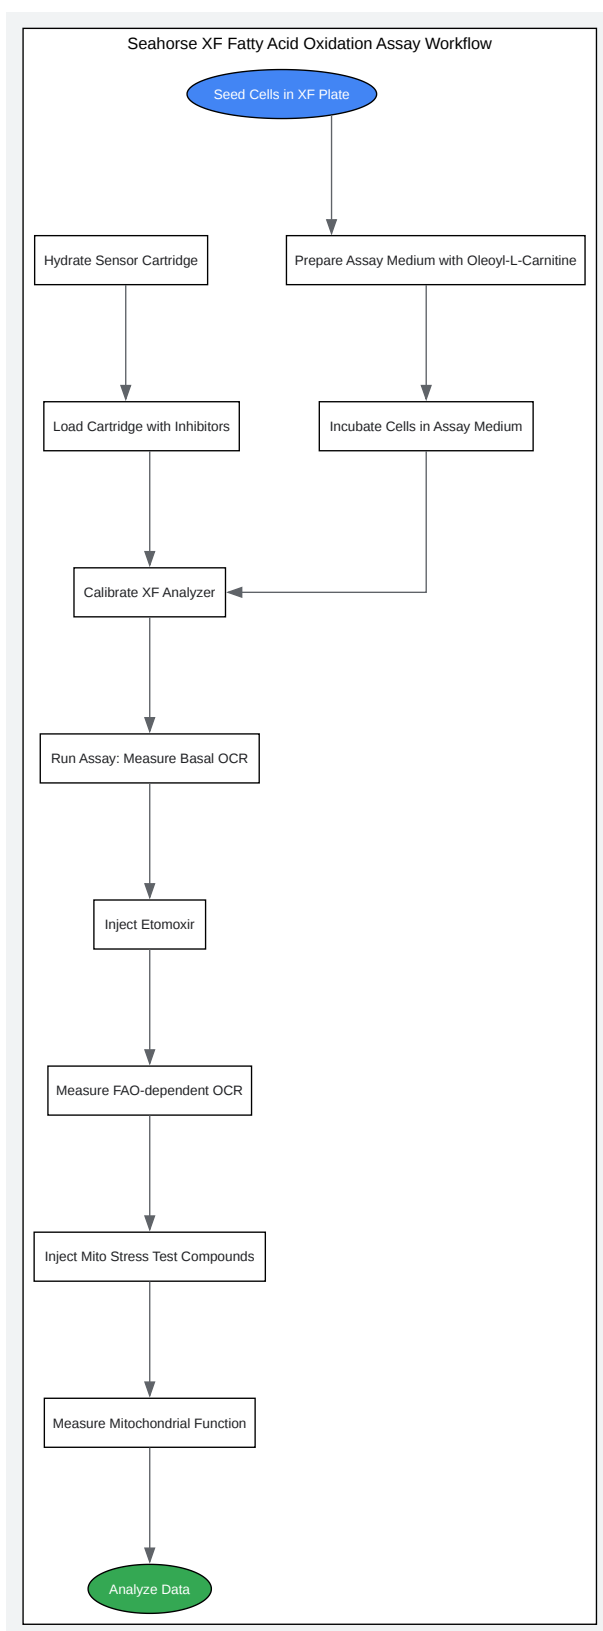 Seahorse XF Fatty Acid Oxidation Assay Workflow
Seed Cells in XF Plate
Hydrate Sensor Cartridge
Prepare Assay Medium with Oleoyl-L-Carnitine
Load Cartridge with Inhibitors
Incubate Cells in Assay Medium
Calibrate XF Analyzer
Run Assay: Measure Basal OCR
Inject Etomoxir
Measure FAO-dependent OCR
Inject Mito Stress Test Compounds
Measure Mitochondrial Function
Analyze Data